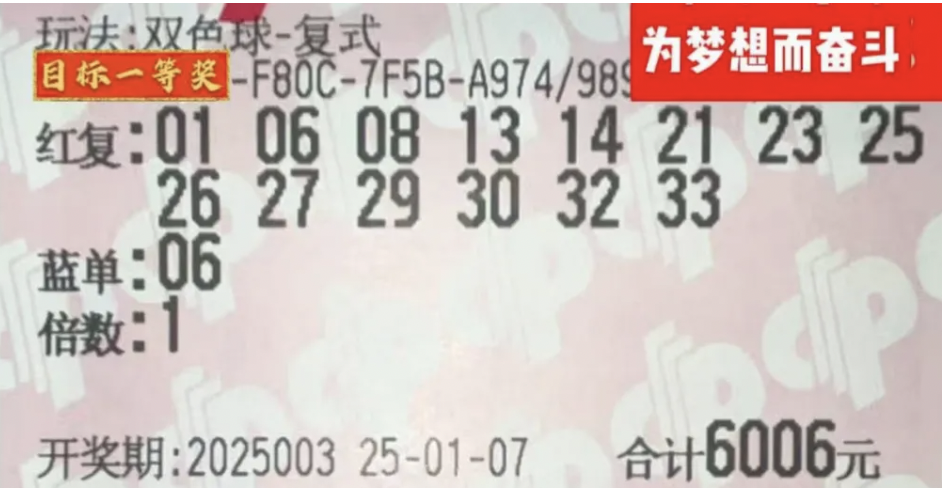 玩法:双色球-复式
为梦想而奋斗
目标一等奖
-F80C-7F5B-A974/989
红复:01 06 08 13 14 21 23 25
26 27 29 30 32 33
蓝单:06
倍数:1
开奖期:2025003 25-01-07 合计6006元